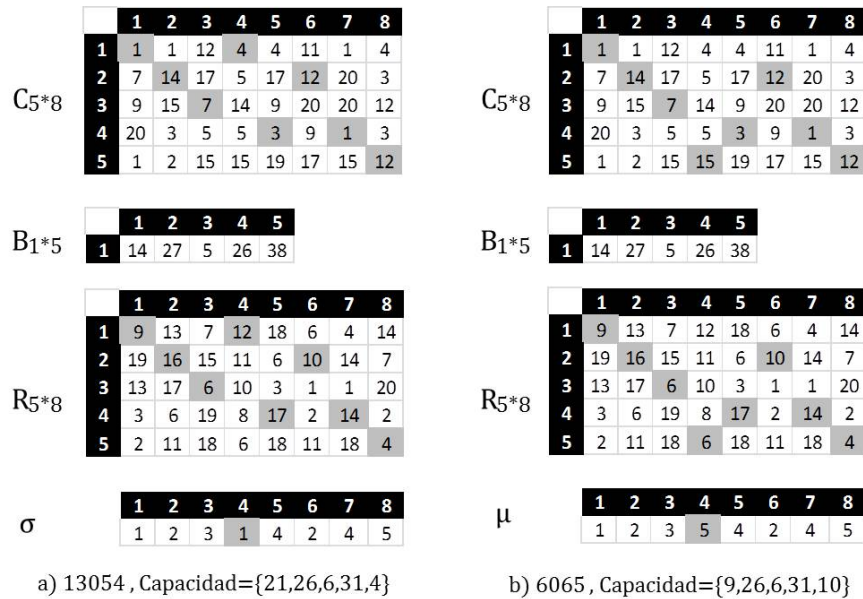 1 2 3 4 5 6 7 8
1 1 1 12 4 4 11 1 4
2 7 14 17 5 17 12 20 3
C5*8
3 9 15 7 14 9 20 20 12
4 20 3 5 5 3 9 1 3
5 1 2 15 15 19 17 15 12
1 2 3 4 5
B1*5
1 14 27 5 26 38
1 2 3 4 5 6 7 8
1 9 13 7 12 18 6 4 14
2 19 16 15 11 6 10 14 7
R5*8
3 13 17 6 10 3 1 1 20
4 3 6 19 8 17 2 14 2
5 2 11 18 6 18 11 18 4
1 2 3 4 5 6 7 8
σ
1 2 3 1 4 2 4 5
a) 13054 , Capacidad={21,26,6,31,4}
1 2 3 4 5 6 7 8
1 1 1 12 4 4 11 1 4
2 7 14 17 5 17 12 20 3
C5*8
3 9 15 7 14 9 20 20 12
4 20 3 5 5 3 9 1 3
5 1 2 15 15 19 17 15 12
1 2 3 4 5
B1*5
1 14 27 5 26 38
1 2 3 4 5 6 7 8
1 9 13 7 12 18 6 4 14
2 19 16 15 11 6 10 14 7
R5*8
3 13 17 6 10 3 1 1 20
4 3 6 19 8 17 2 14 2
5 2 11 18 6 18 11 18 4
1 2 3 4 5 6 7 8
μ
1 2 3 5 4 2 4 5
b) 6065 , Capacidad={9,26,6,31,10}